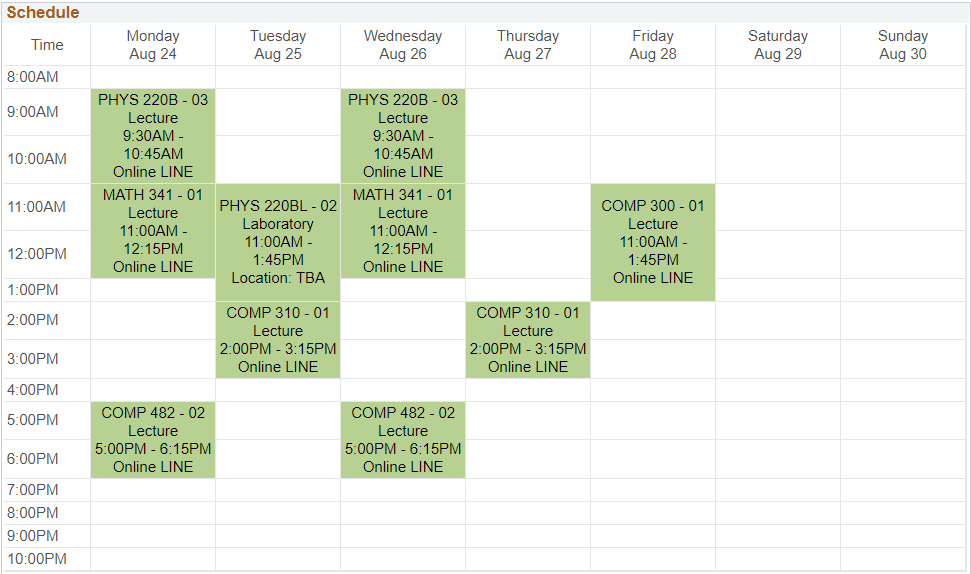 Schedule
Time
Monday
Aug 24
Tuesday
Aug 25
Wednesday
Aug 26
Thursday
Aug 27
Friday
Aug 28
Saturday
Aug 29
Sunday
Aug 30
8:00AM
9:00AM
PHYS 220B - 03
Lecture
9:30AM -
10:45AM
Online LINE
PHYS 220B - 03
Lecture
9:30AM -
10:45AM
Online LINE
10:00AM
11:00AM
MATH 341 - 01
Lecture
11:00AM -
12:15PM
Online LINE
PHYS 220BL - 02
Laboratory
11:00AM -
1:45PM
Location: TBA
MATH 341 - 01
Lecture
11:00AM -
12:15PM
Online LINE
COMP 300 - 01
Lecture
11:00AM -
1:45PM
Online LINE
12:00PM
1:00PM
2:00PM
COMP 310 - 01
Lecture
2:00PM - 3:15PM
Online LINE
COMP 310 - 01
Lecture
2:00PM - 3:15PM
Online LINE
3:00PM
4:00PM
5:00PM
COMP 482 - 02
Lecture
5:00PM - 6:15PM
Online LINE
COMP 482 - 02
Lecture
5:00PM - 6:15PM
Online LINE
6:00PM
7:00PM
8:00PM
9:00PM
10:00PM